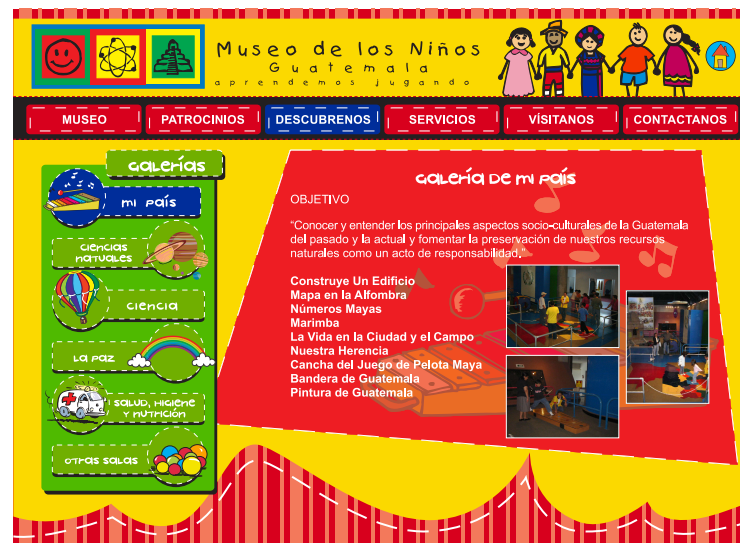 Museo de los Niños
Guatemala
aprendemos jugando
MUSEO
PATROCINIOS
DESCUBRENOS
SERVICIOS
VÍSITANOS
CONTACTANOS
Galerías
mi país
ciencias
natuales
ciencia
La paz
salud, Higiene
y nutrición
otras salas
Galería de mi país
OBJETIVO
“Conocer y entender los principales aspectos socio-culturales de la Guatemala
del pasado y la actual y fomentar la preservación de nuestros recursos
naturales como un acto de responsabilidad.”
Construye Un Edificio
Mapa en la Alfombra
Números Mayas
Marimba
La Vida en la Ciudad y el Campo
Nuestra Herencia
Cancha del Juego de Pelota Maya
Bandera de Guatemala
Pintura de Guatemala